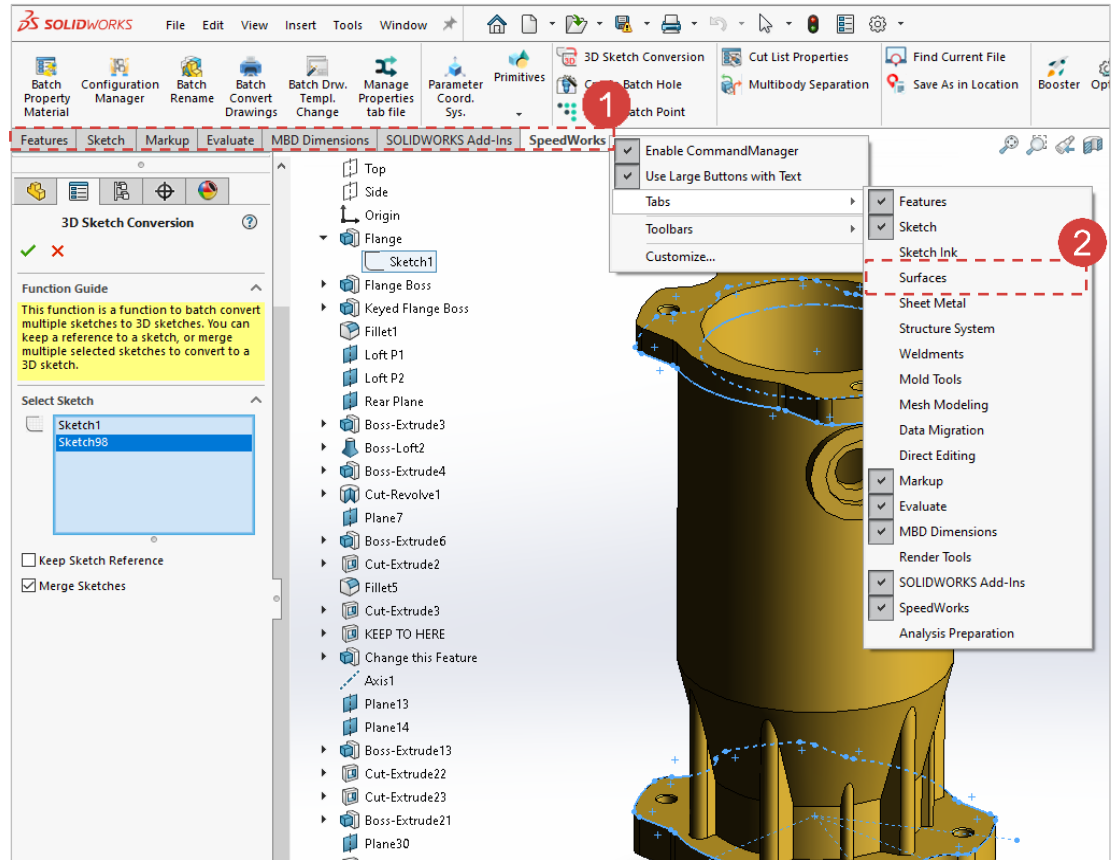 SOLIDWORKS File Edit View Insert Tools Window
Batch Property Material
Configuration Manager
Batch Rename
Batch Convert Drawings
Batch Drw. Templ. Change
Manage Properties tab file
Parameter Coord. Sys.
Primitives
3D Sketch Conversion
Batch Hole
atch Point
Cut List Properties
Multibody Separation
Find Current File
Save As in Location
Booster
1
Features Sketch Markup Evaluate MBD Dimensions SOLIDWORKS Add-Ins SpeedWorks
Enable CommandManager
Use Large Buttons with Text
Tabs
Toolbars
Customize...
2
Features
Sketch
Sketch Ink
Surfaces
Sheet Metal
Structure System
Weldments
Mold Tools
Mesh Modeling
Data Migration
Direct Editing
Markup
Evaluate
MBD Dimensions
Render Tools
SOLIDWORKS Add-Ins
SpeedWorks
Analysis Preparation
3D Sketch Conversion
Function Guide
This function is a function to batch convert
multiple sketches to 3D sketches. You can
keep a reference to a sketch, or merge
multiple selected sketches to convert to a
3D sketch.
Select Sketch
Sketch1
Sketch98
Keep Sketch Reference
Merge Sketches
Top
Side
Origin
Flange
Sketch1
Flange Boss
Keyed Flange Boss
Fillet1
Loft P1
Loft P2
Rear Plane
Boss-Extrude3
Boss-Loft2
Boss-Extrude4
Cut-Revolve1
Plane7
Boss-Extrude6
Cut-Extrude2
Fillet5
Cut-Extrude3
KEEP TO HERE
Change this Feature
Axis1
Plane13
Plane14
Boss-Extrude13
Cut-Extrude22
Cut-Extrude23
Boss-Extrude21
Plane30